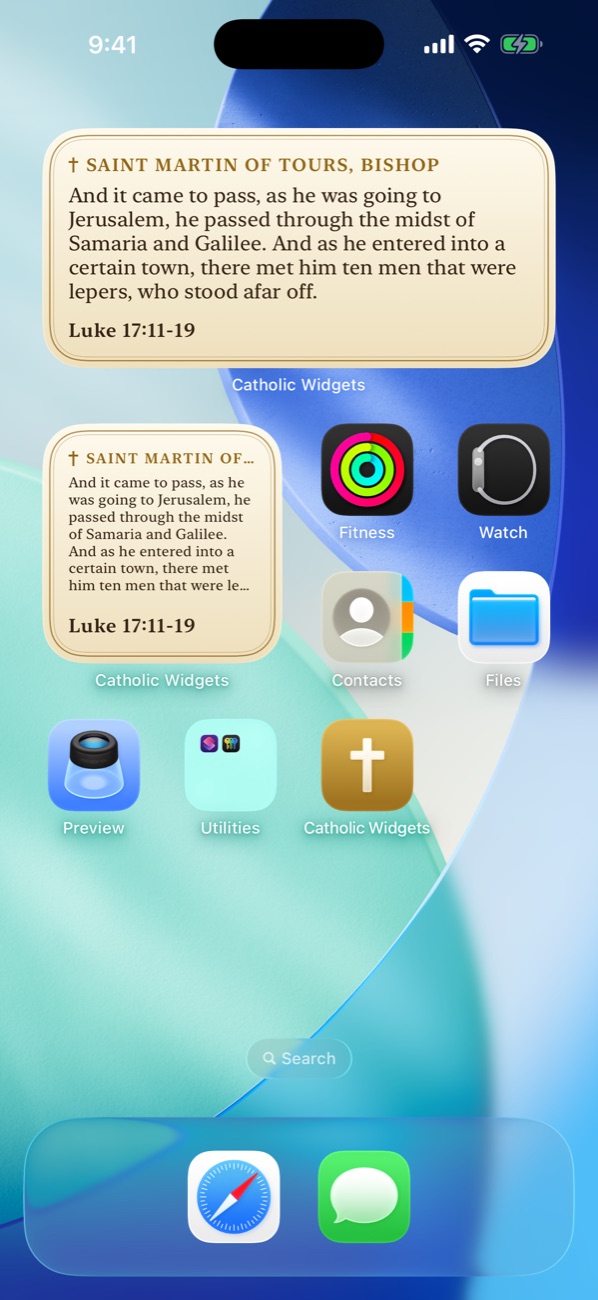 9:41
† SAINT MARTIN OF TOURS, BISHOP
And it came to pass, as he was going to
Jerusalem, he passed through the midst of
Samaria and Galilee. And as he entered into a
certain town, there met him ten men that were
lepers, who stood afar off.
Luke 17:11-19
Catholic Widgets
† SAINT MARTIN OF…
And it came to pass, as he
was going to Jerusalem, he
passed through the midst
of Samaria and Galilee.
And as he entered into a
certain town, there met
him ten men that were le…
Luke 17:11-19
Catholic Widgets
Fitness
Watch
Contacts
Files
Preview
Utilities
Catholic Widgets
Search